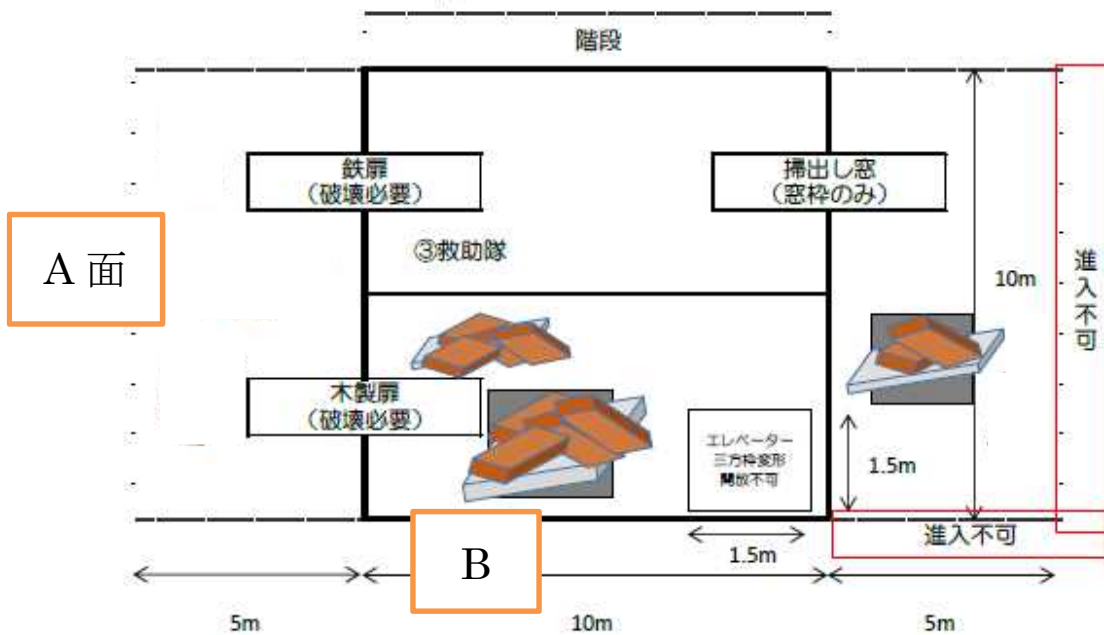 階段
鉄扉
(破壊必要)
掃出し窓
(窓枠のみ)
A 面
③救助隊
10m
進入不可
木製扉
(破壊必要)
エレベーター
三方枠変形
開放不可
1.5m
進入不可
B
1.5m
5m
10m
5m